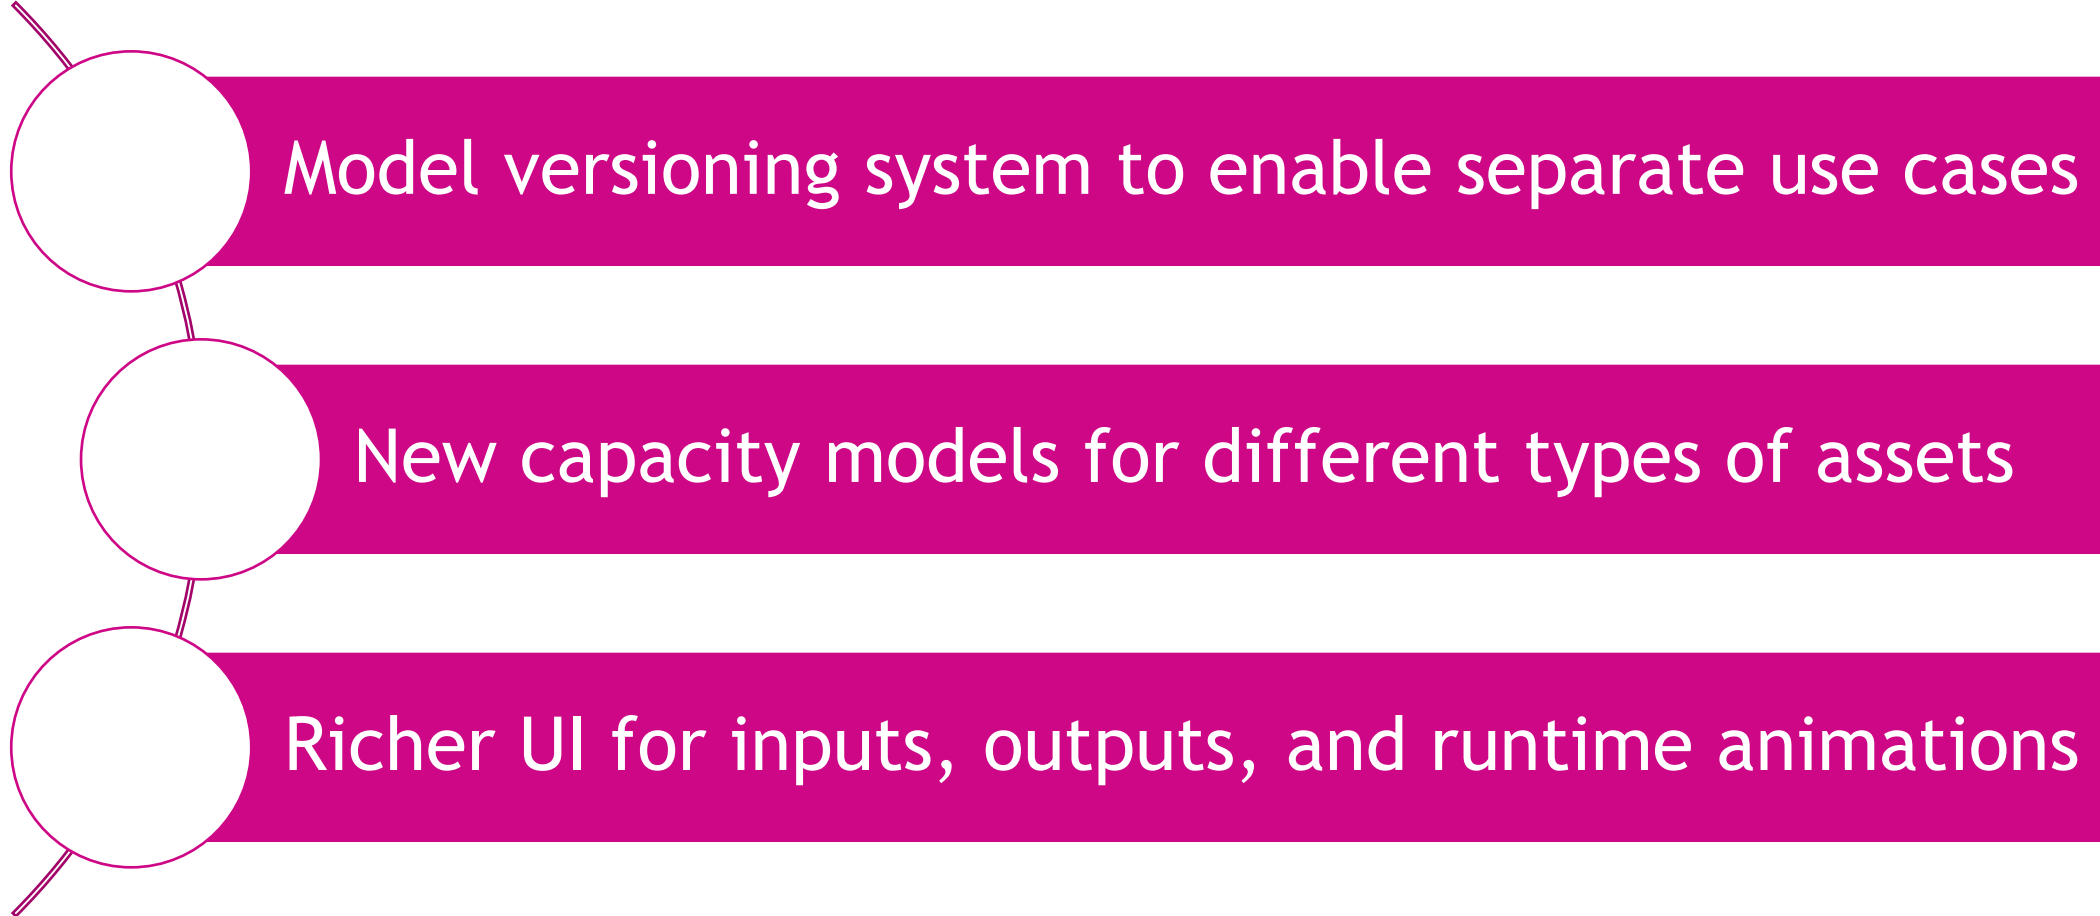 Model versioning system to enable separate use cases
New capacity models for different types of assets
Richer UI for inputs, outputs, and runtime animations